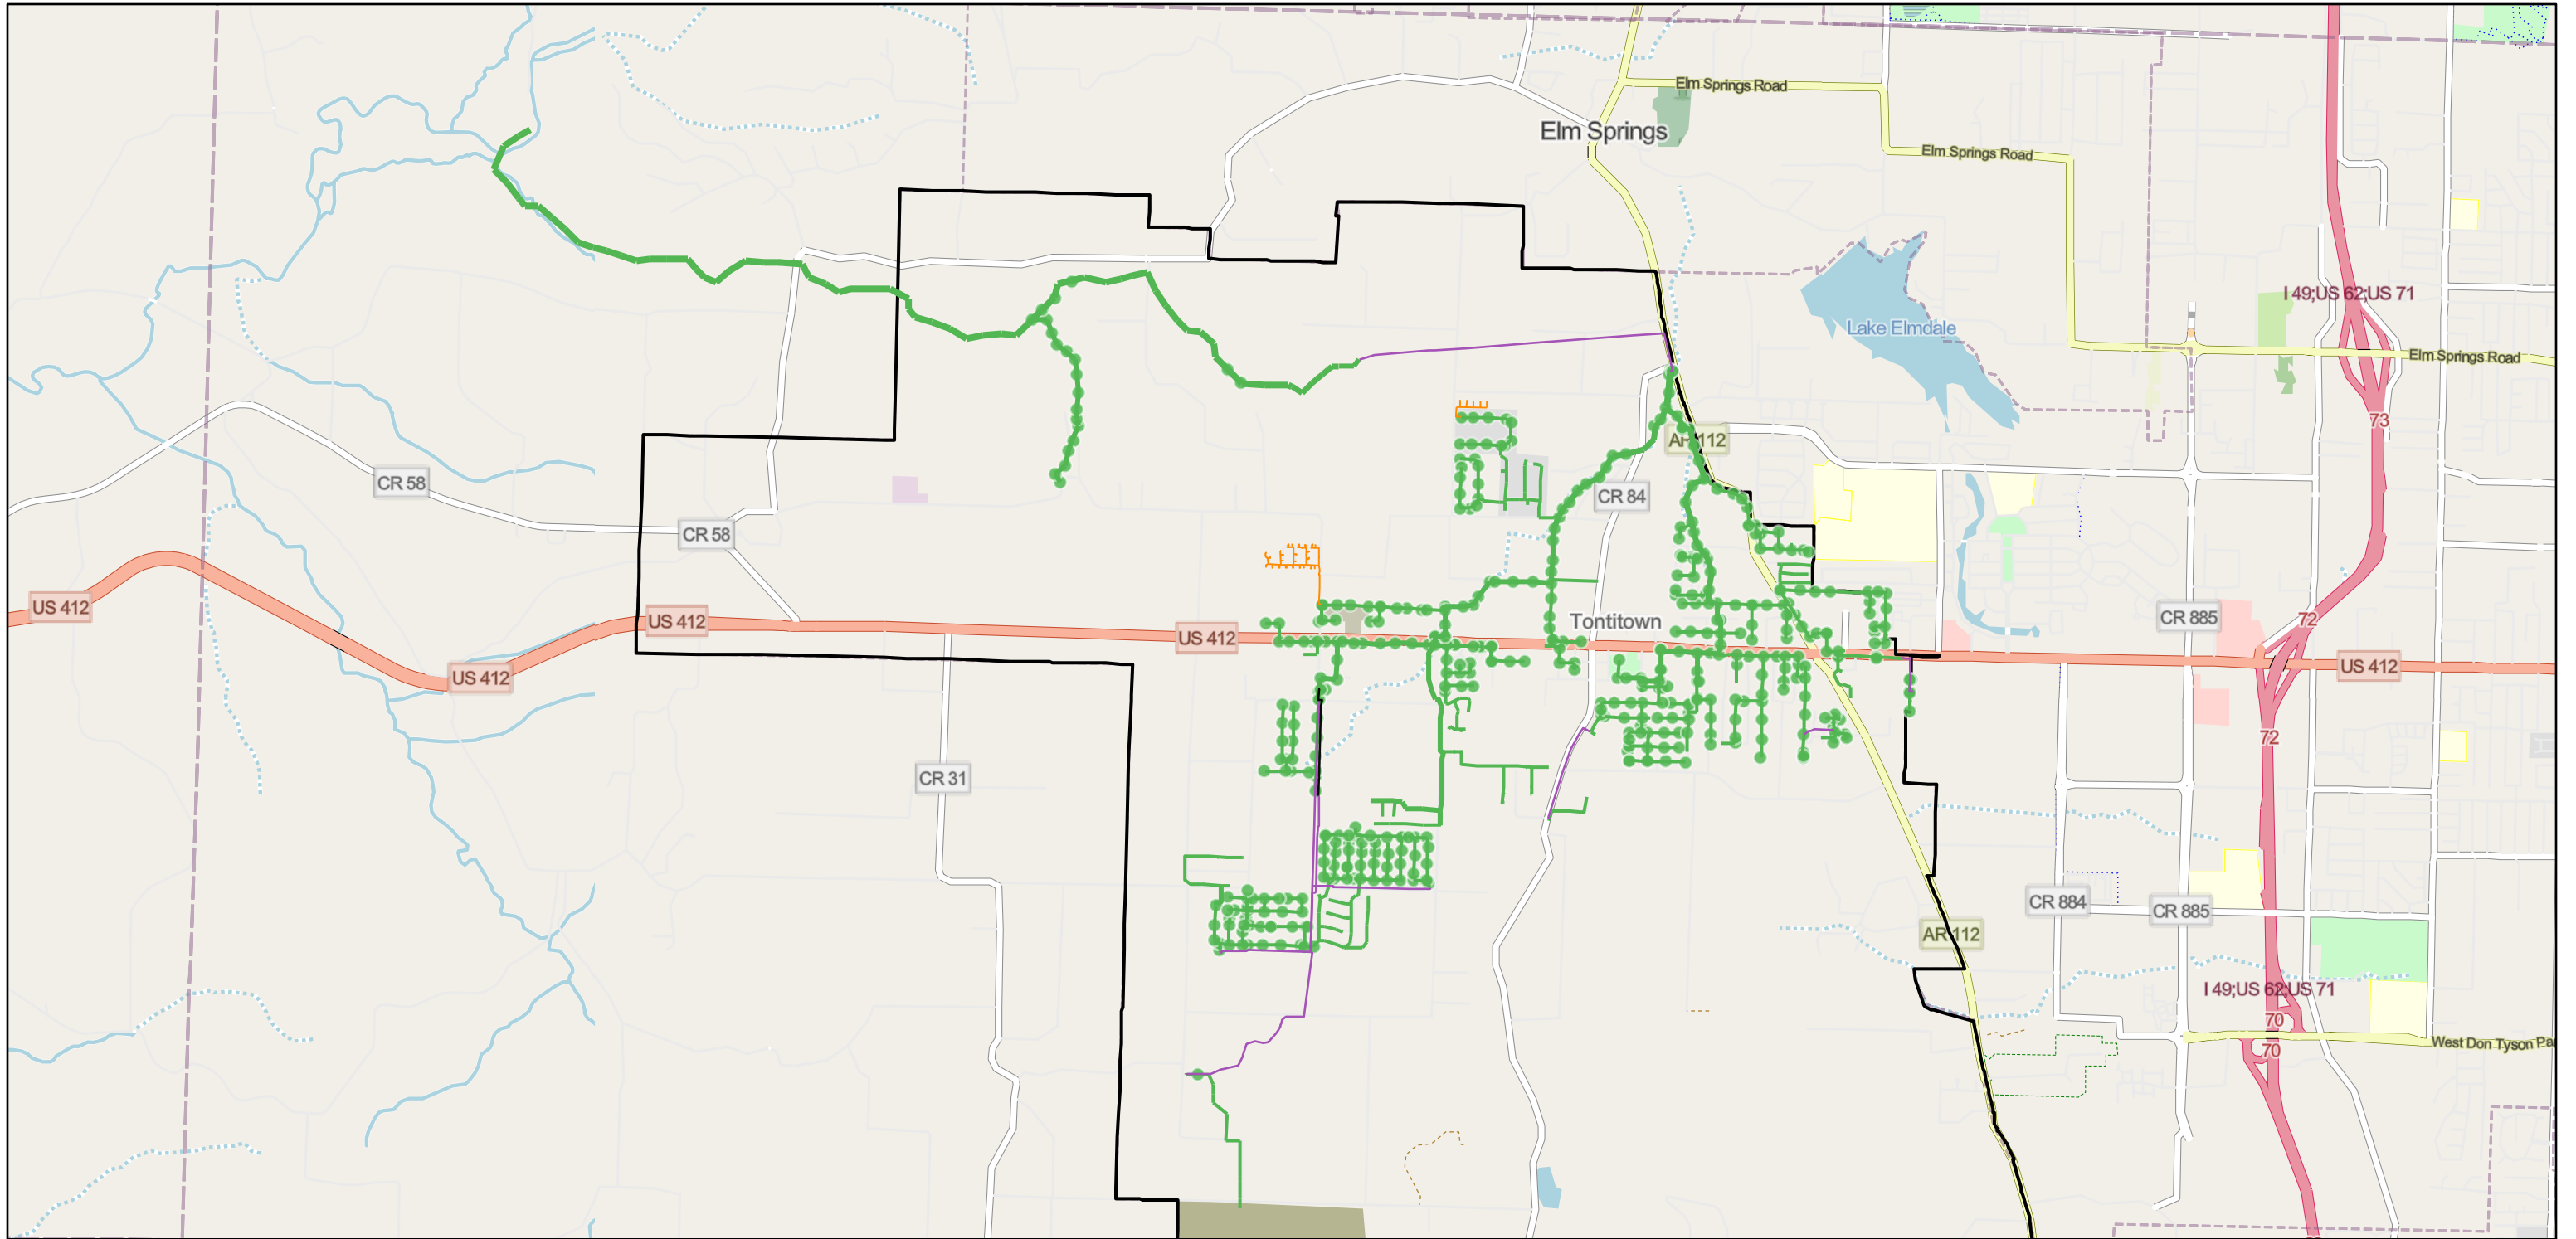 Elm Springs Road
Elm Springs
Elm Springs Road
I 49;US 62;US 71
Lake Elmdale
Elm Springs Road
73
AR 112
CR 58
CR 84
CR 58
US 412
US 412
US 412
Tontitown
CR 885
72
US 412
US 412
72
CR 31
CR 884
CR 885
AR 112
I 49;US 62;US 71
70
70
West Don Tyson Pa